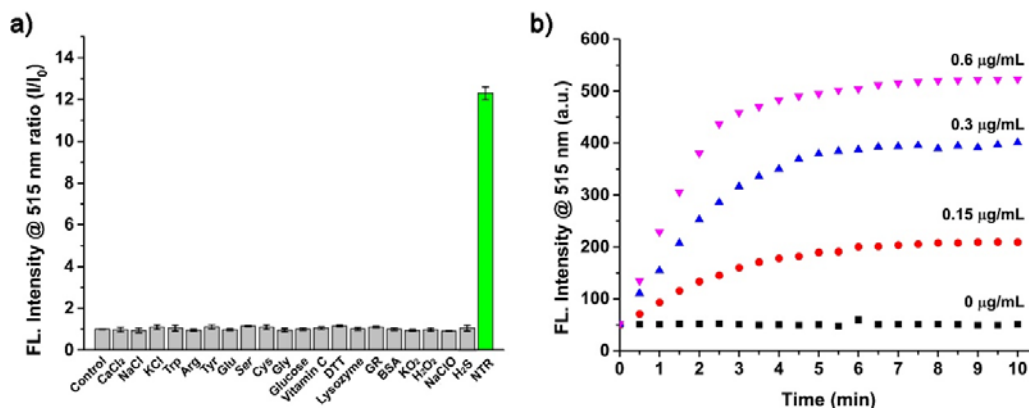 a)
FL. Intensity @ 515 nm ratio (I/I₀)
14
12
10
8
6
4
2
0
Control
CaCl₂
NaCl
KCl
Trp
Arg
Tyr
Glu
Ser
Cys
Gly
Glucose
Vitamin C
DTT
Lysozyme
GR
BSA
KO₂
H₂O₂
NaClO
H₂S
NTR
b)
FL. Intensity @ 515 nm (a.u.)
600
500
400
300
200
100
0
0.6 µg/mL
0.3 µg/mL
0.15 µg/mL
0 µg/mL
0 1 2 3 4 5 6 7 8 9 10
Time (min)